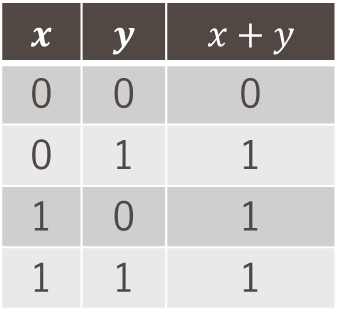 x y x + y
0 0 0
0 1 1
1 0 1
1 1 1